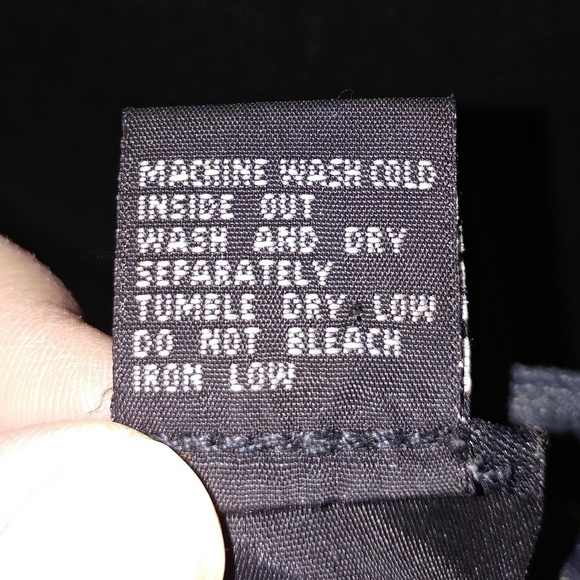 MACHINE WASH COLD
INSIDE OUT
WASH AND DRY
SEPARATELY
TUMBLE DRY LOW
DO NOT BLEACH
IRON LOW